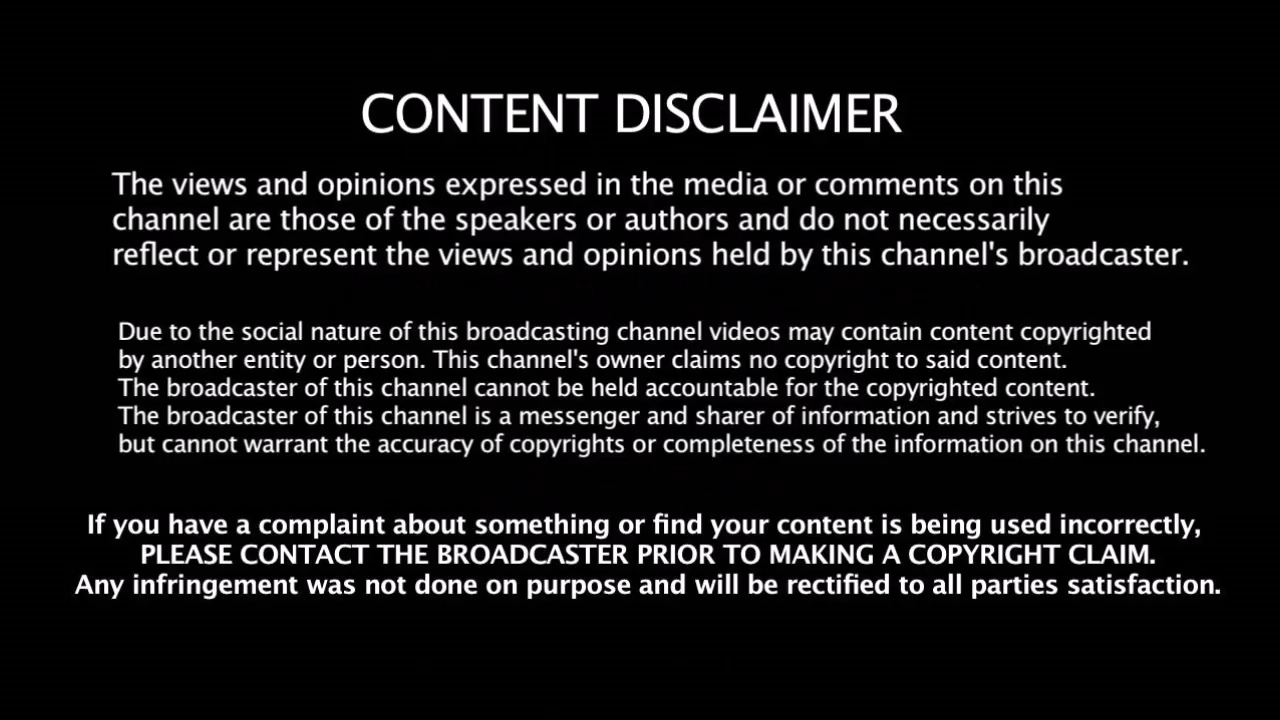 CONTENT DISCLAIMER
The views and opinions expressed in the media or comments on this
channel are those of the speakers or authors and do not necessarily
reflect or represent the views and opinions held by this channel's broadcaster.
Due to the social nature of this broadcasting channel videos may contain content copyrighted
by another entity or person. This channel's owner claims no copyright to said content.
The broadcaster of this channel cannot be held accountable for the copyrighted content.
The broadcaster of this channel is a messenger and sharer of information and strives to verify,
but cannot warrant the accuracy of copyrights or completeness of the information on this channel.
If you have a complaint about something or find your content is being used incorrectly,
PLEASE CONTACT THE BROADCASTER PRIOR TO MAKING A COPYRIGHT CLAIM.
Any infringement was not done on purpose and will be rectified to all parties satisfaction.